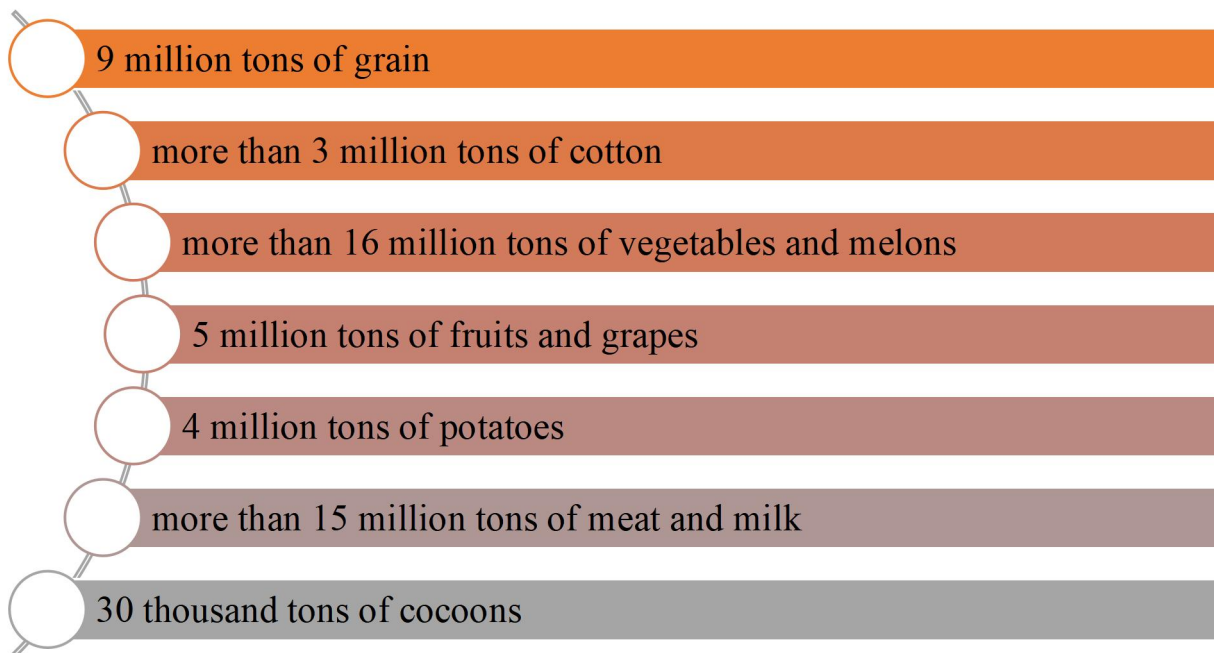 9 million tons of grain
more than 3 million tons of cotton
more than 16 million tons of vegetables and melons
5 million tons of fruits and grapes
4 million tons of potatoes
more than 15 million tons of meat and milk
30 thousand tons of cocoons